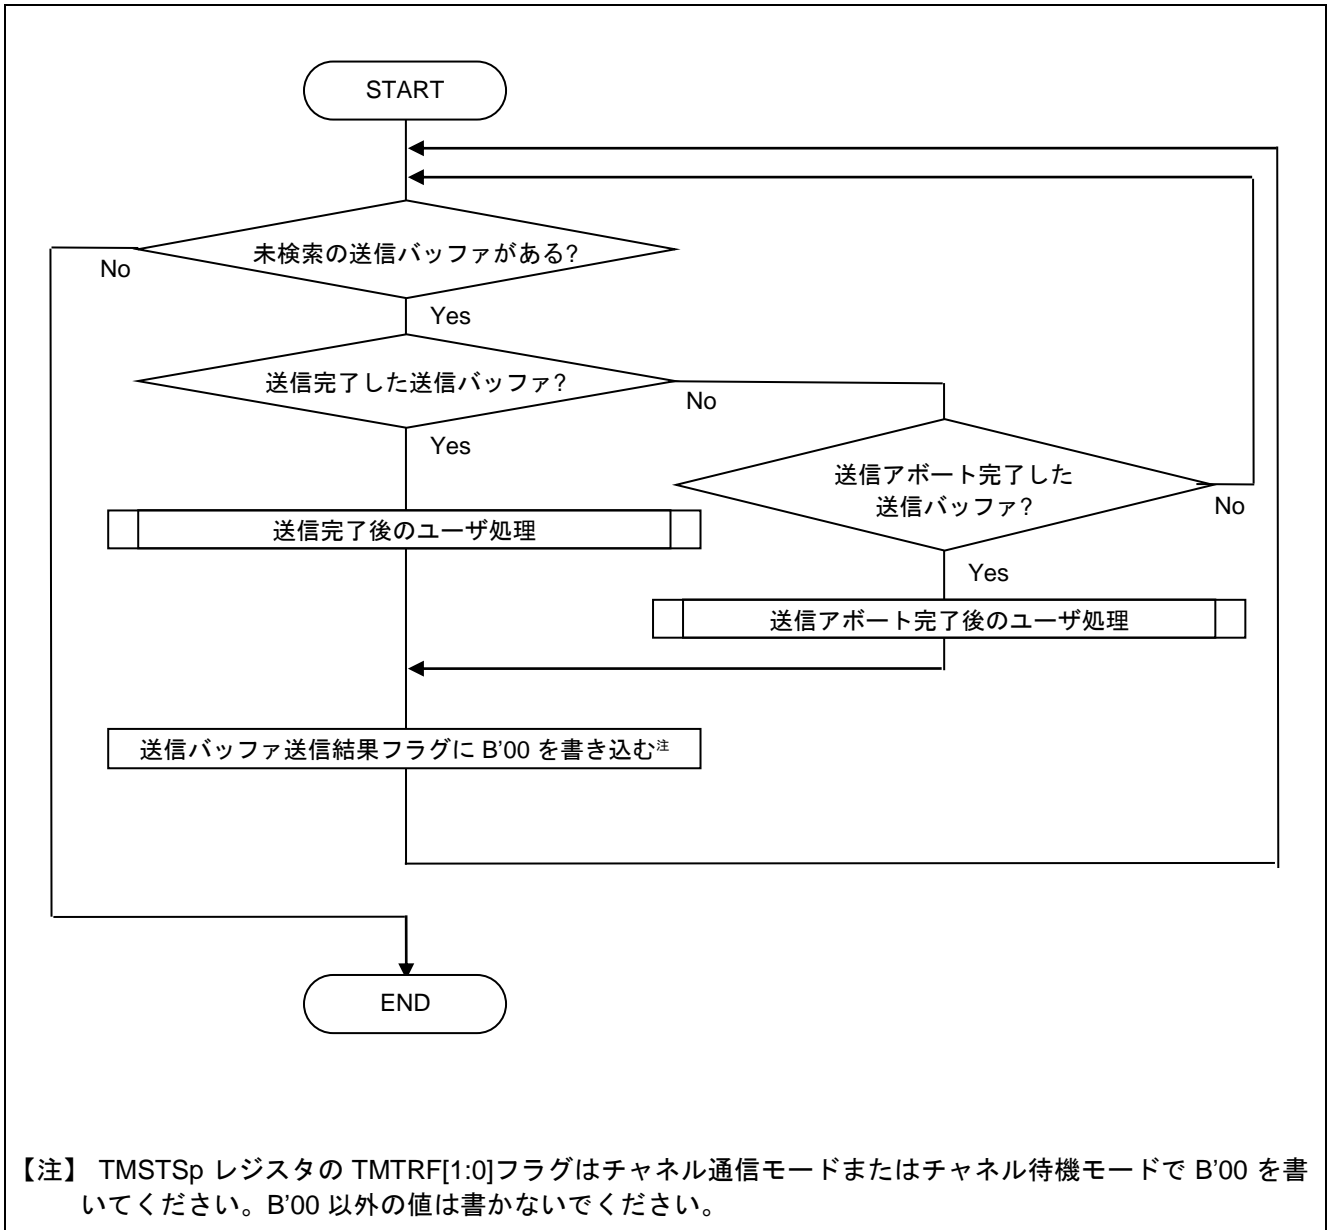 START
未検索の送信バッファがある?
No
Yes
送信完了した送信バッファ?
No
Yes
送信アボート完了した
送信バッファ?
No
送信完了後のユーザ処理
Yes
送信アボート完了後のユーザ処理
送信バッファ送信結果フラグに B'00 を書き込む注
END
【注】 TMSTSp レジスタの TMTRF[1:0]フラグはチャネル通信モードまたはチャネル待機モードで B'00 を書
いてください。B'00 以外の値は書かないでください。